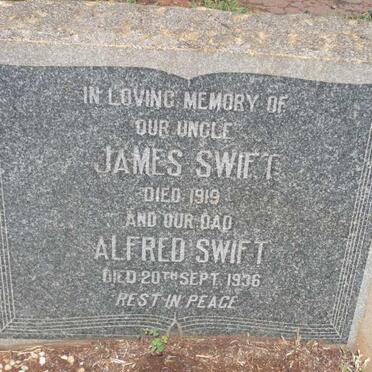 IN LOVING MEMORY OF
OUR UNCLE
JAMES SWIFT
DIED 1919
AND OUR DAD
ALFRED SWIFT
DIED 20TH SEPT. 1936
REST IN PEACE